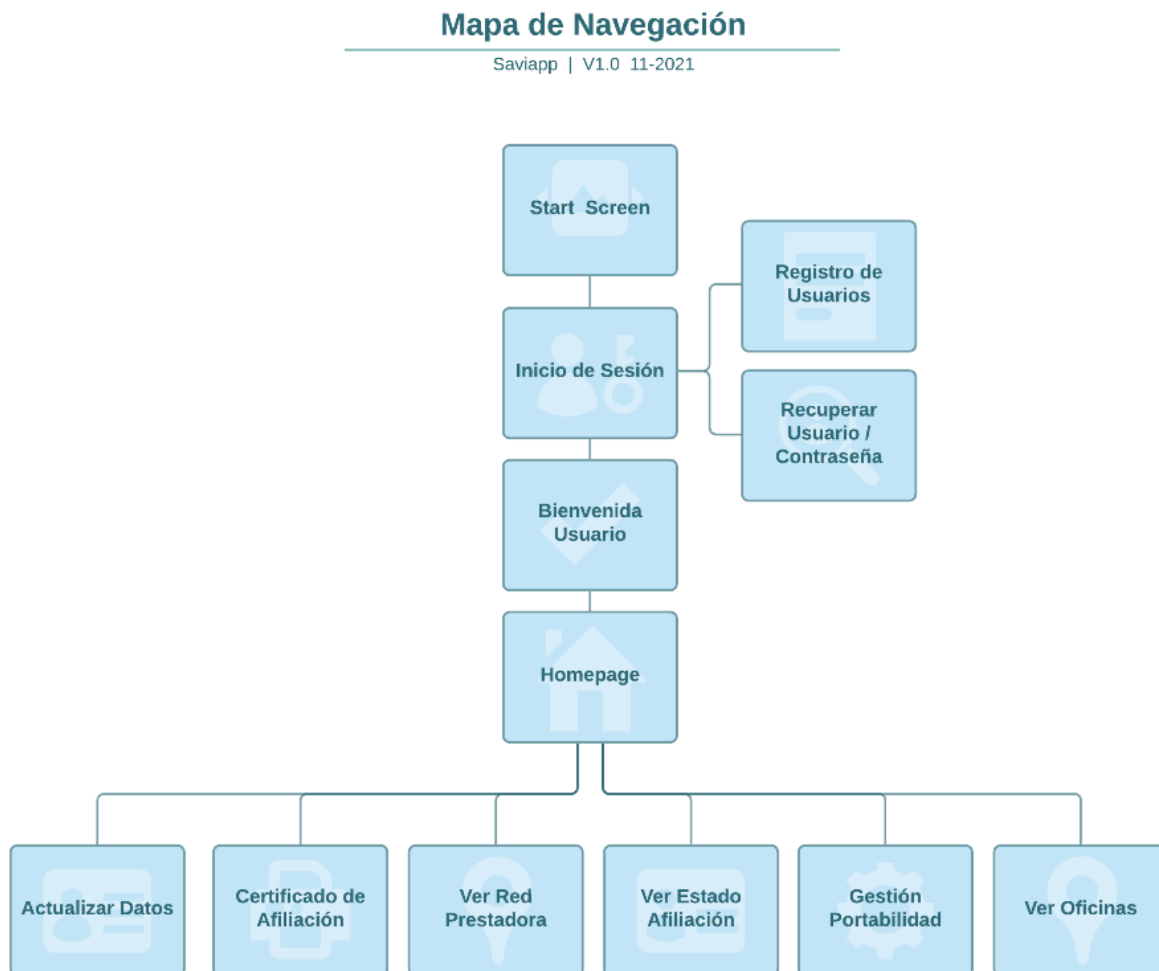 Mapa de Navegación
Saviapp | V1.0 11-2021
Start Screen
Registro de
Usuarios
Inicio de Sesión
Recuperar
Usuario /
Contraseña
Bienvenida
Usuario
Homepage
Actualizar Datos
Certificado de
Afiliación
Ver Red
Prestadora
Ver Estado
Afiliación
Gestión
Portabilidad
Ver Oficinas